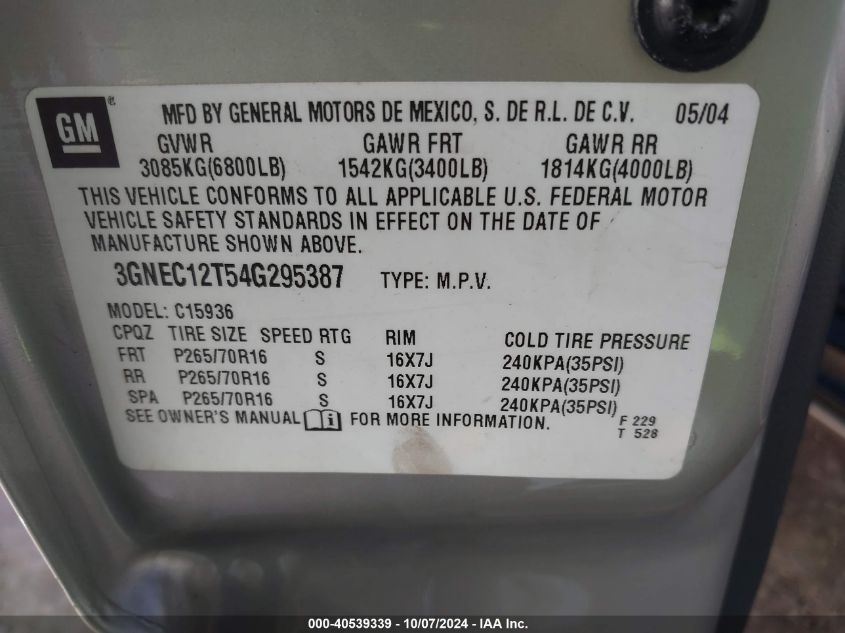 GM ®
MFD BY GENERAL MOTORS DE MEXICO, S. DE R.L. DE C.V. 05/04
GVWR GAWR FRT GAWR RR
3085KG(6800LB) 1542KG(3400LB) 1814KG(4000LB)
THIS VEHICLE CONFORMS TO ALL APPLICABLE U.S. FEDERAL MOTOR
VEHICLE SAFETY STANDARDS IN EFFECT ON THE DATE OF
MANUFACTURE SHOWN ABOVE.
3GNEC12T54G295387 TYPE: M.P.V.
MODEL: C15936
CPQZ TIRE SIZE SPEED RTG RIM COLD TIRE PRESSURE
FRT P265/70R16 S 16X7J 240KPA(35PSI)
RR P265/70R16 S 16X7J 240KPA(35PSI)
SPA P265/70R16 S 16X7J 240KPA(35PSI)
SEE OWNER'S MANUAL FOR MORE INFORMATION.
F 229
T 528
000-40539339 - 10/07/2024 - IAA Inc.